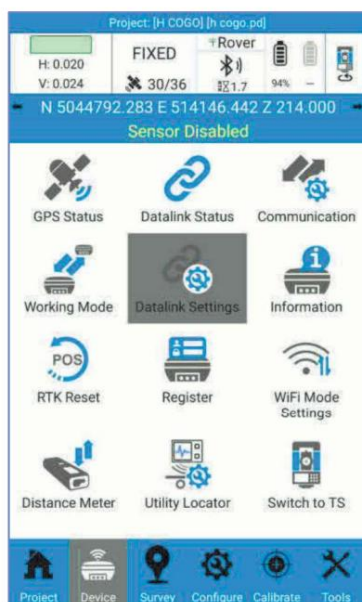 Project: [H COGO] [h cogo.pd]
H: 0.020
V: 0.024
FIXED
30/36
Rover
1.7
94%
–
N 5044792.283 E 514146.442 Z 214.000
Sensor Disabled
GPS Status
Datalink Status
Communication
Working Mode
Datalink Settings
Information
POS
RTK Reset
Register
WiFi Mode
Settings
Distance Meter
Utility Locator
Switch to TS
Project
Device
Survey
Configure
Calibrate
Tools